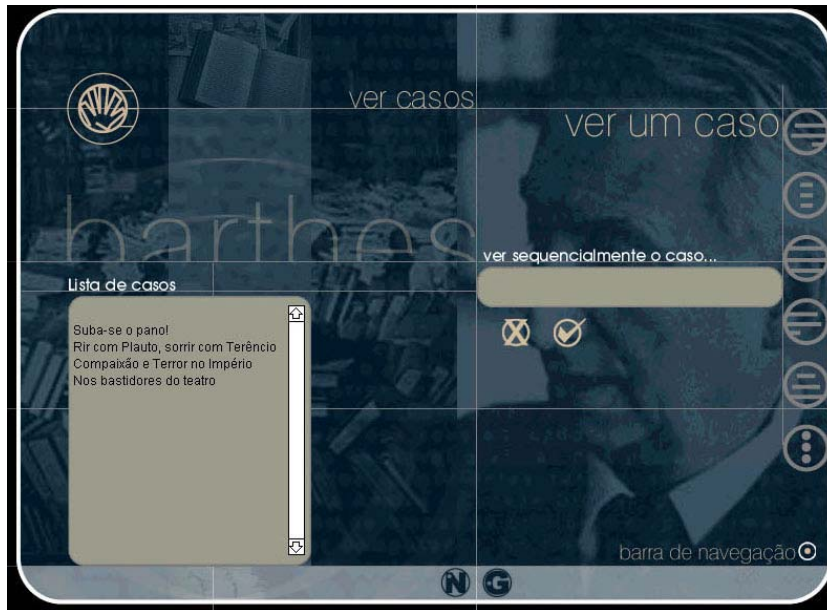 ver casos
ver um caso
barthes
ver sequencialmente o caso...
Lista de casos
Suba-se o pano!
Rir com Plauto, sorrir com Terêncio
Compaixão e Terror no Império
Nos bastidores do teatro
barra de navegação
N G